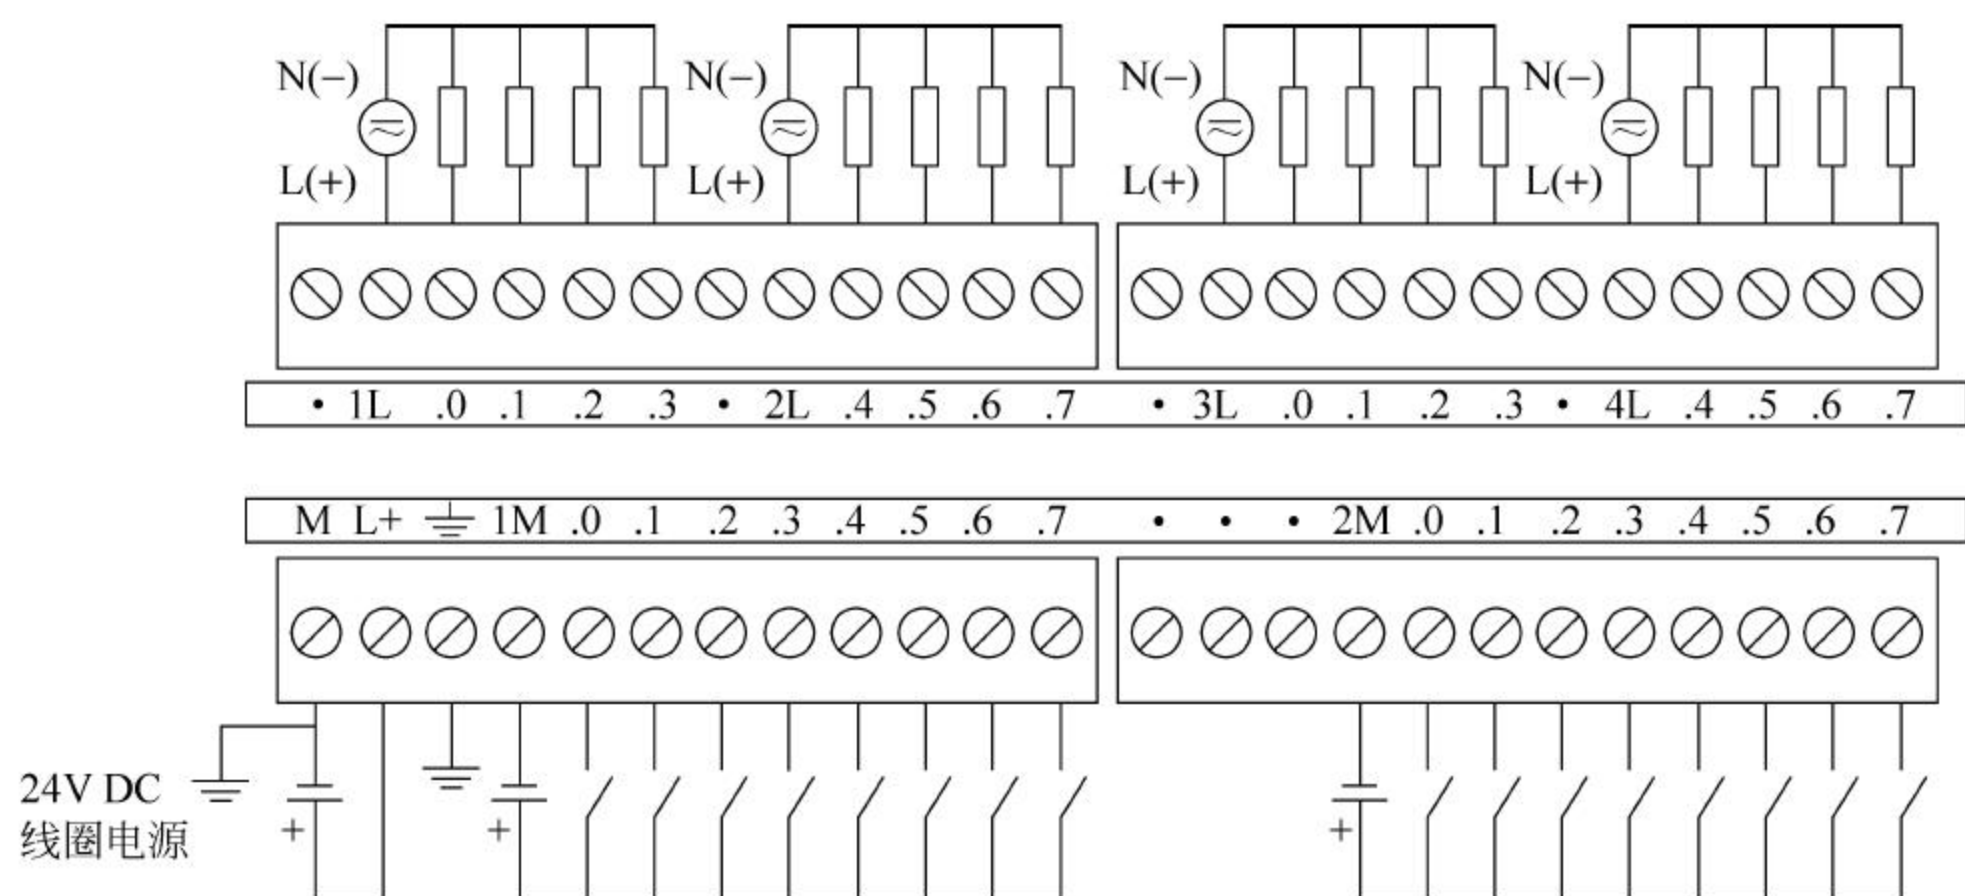 N(−) N(−) N(−) N(−)
L(+) L(+) L(+) L(+)
• 1L .0 .1 .2 .3 • 2L .4 .5 .6 .7 • 3L .0 .1 .2 .3 • 4L .4 .5 .6 .7
M L+ 1M .0 .1 .2 .3 .4 .5 .6 .7 • • • 2M .0 .1 .2 .3 .4 .5 .6 .7
24V DC
线圈电源 + + +